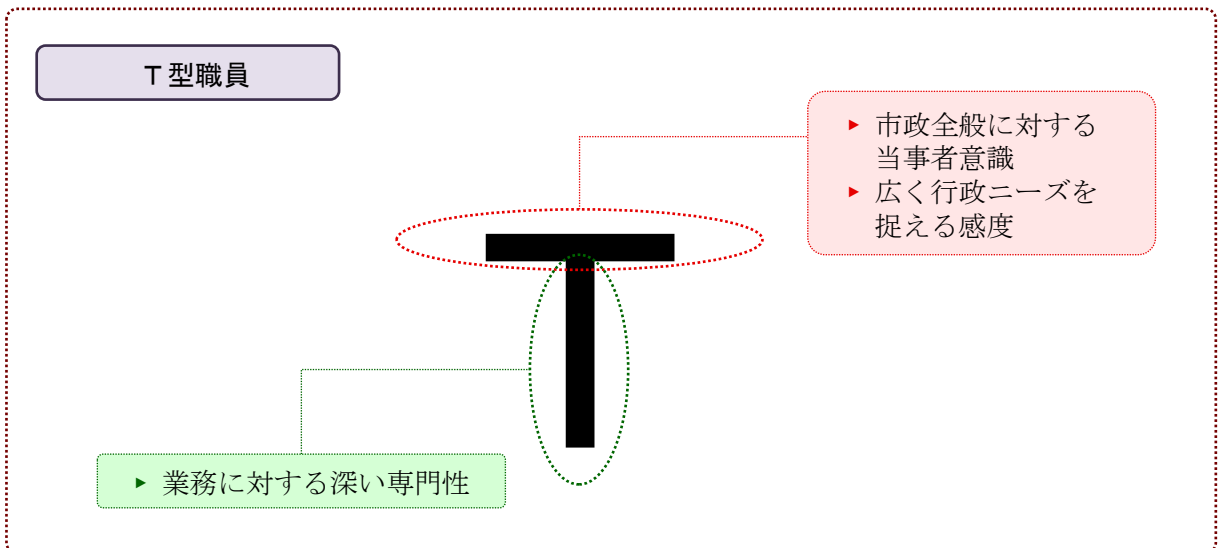 T型職員
▶ 市政全般に対する
当事者意識
▶ 広く行政ニーズを
捉える感度
▶ 業務に対する深い専門性